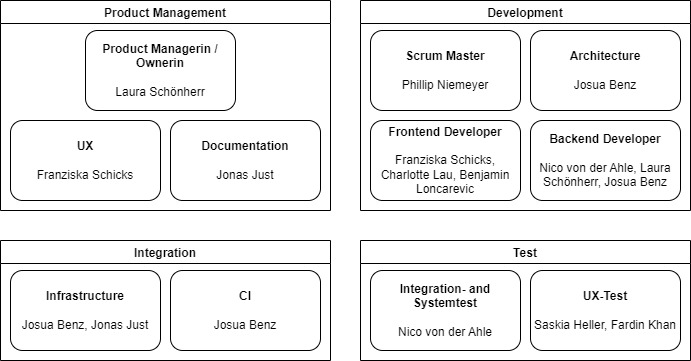 Product Management
Product Managerin /
Ownerin
Laura Schönherr
UX
Franziska Schicks
Documentation
Jonas Just
Development
Scrum Master
Phillip Niemeyer
Architecture
Josua Benz
Frontend Developer
Franziska Schicks,
Charlotte Lau, Benjamin
Loncarevic
Backend Developer
Nico von der Ahle, Laura
Schönherr, Josua Benz
Integration
Infrastructure
Josua Benz, Jonas Just
CI
Josua Benz
Test
Integration- and
Systemtest
Nico von der Ahle
UX-Test
Saskia Heller, Fardin Khan